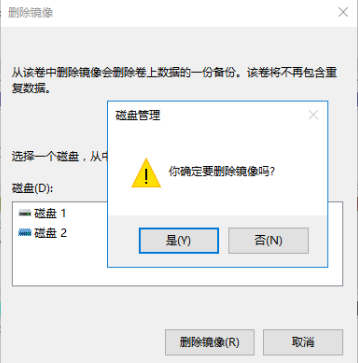 删除镜像
从该卷中删除镜像会删除卷上数据的一份备份。该卷将不再包含重
复数据。
磁盘管理
你确定要删除镜像吗?
是(Y)
否(N)
选择一个磁盘，从中
磁盘(D):
磁盘 1
磁盘 2
删除镜像(R)
取消